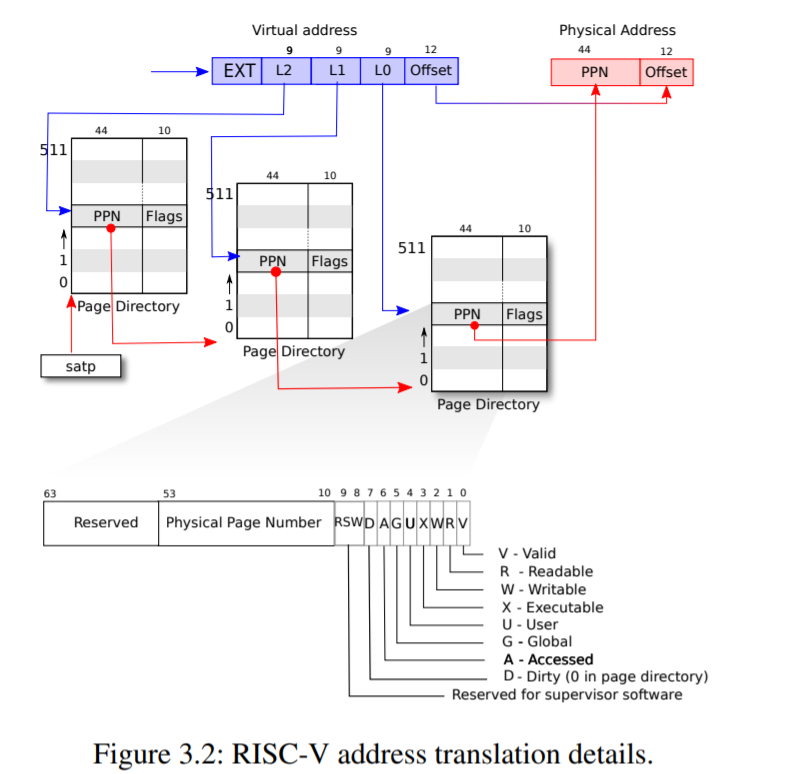 Virtual address
Physical Address
9 9 9 12
44 12
EXT L2 L1 L0 Offset
PPN Offset
44 10
511
PPN Flags
1
0
Page Directory
satp
44 10
511
PPN Flags
1
0
Page Directory
44 10
511
PPN Flags
1
0
Page Directory
63 53 10 9 8 7 6 5 4 3 2 1 0
Reserved Physical Page Number RSW D A G U X W R V
V - Valid
R - Readable
W - Writable
X - Executable
U - User
G - Global
A - Accessed
D - Dirty (0 in page directory)
Reserved for supervisor software
Figure 3.2: RISC-V address translation details.